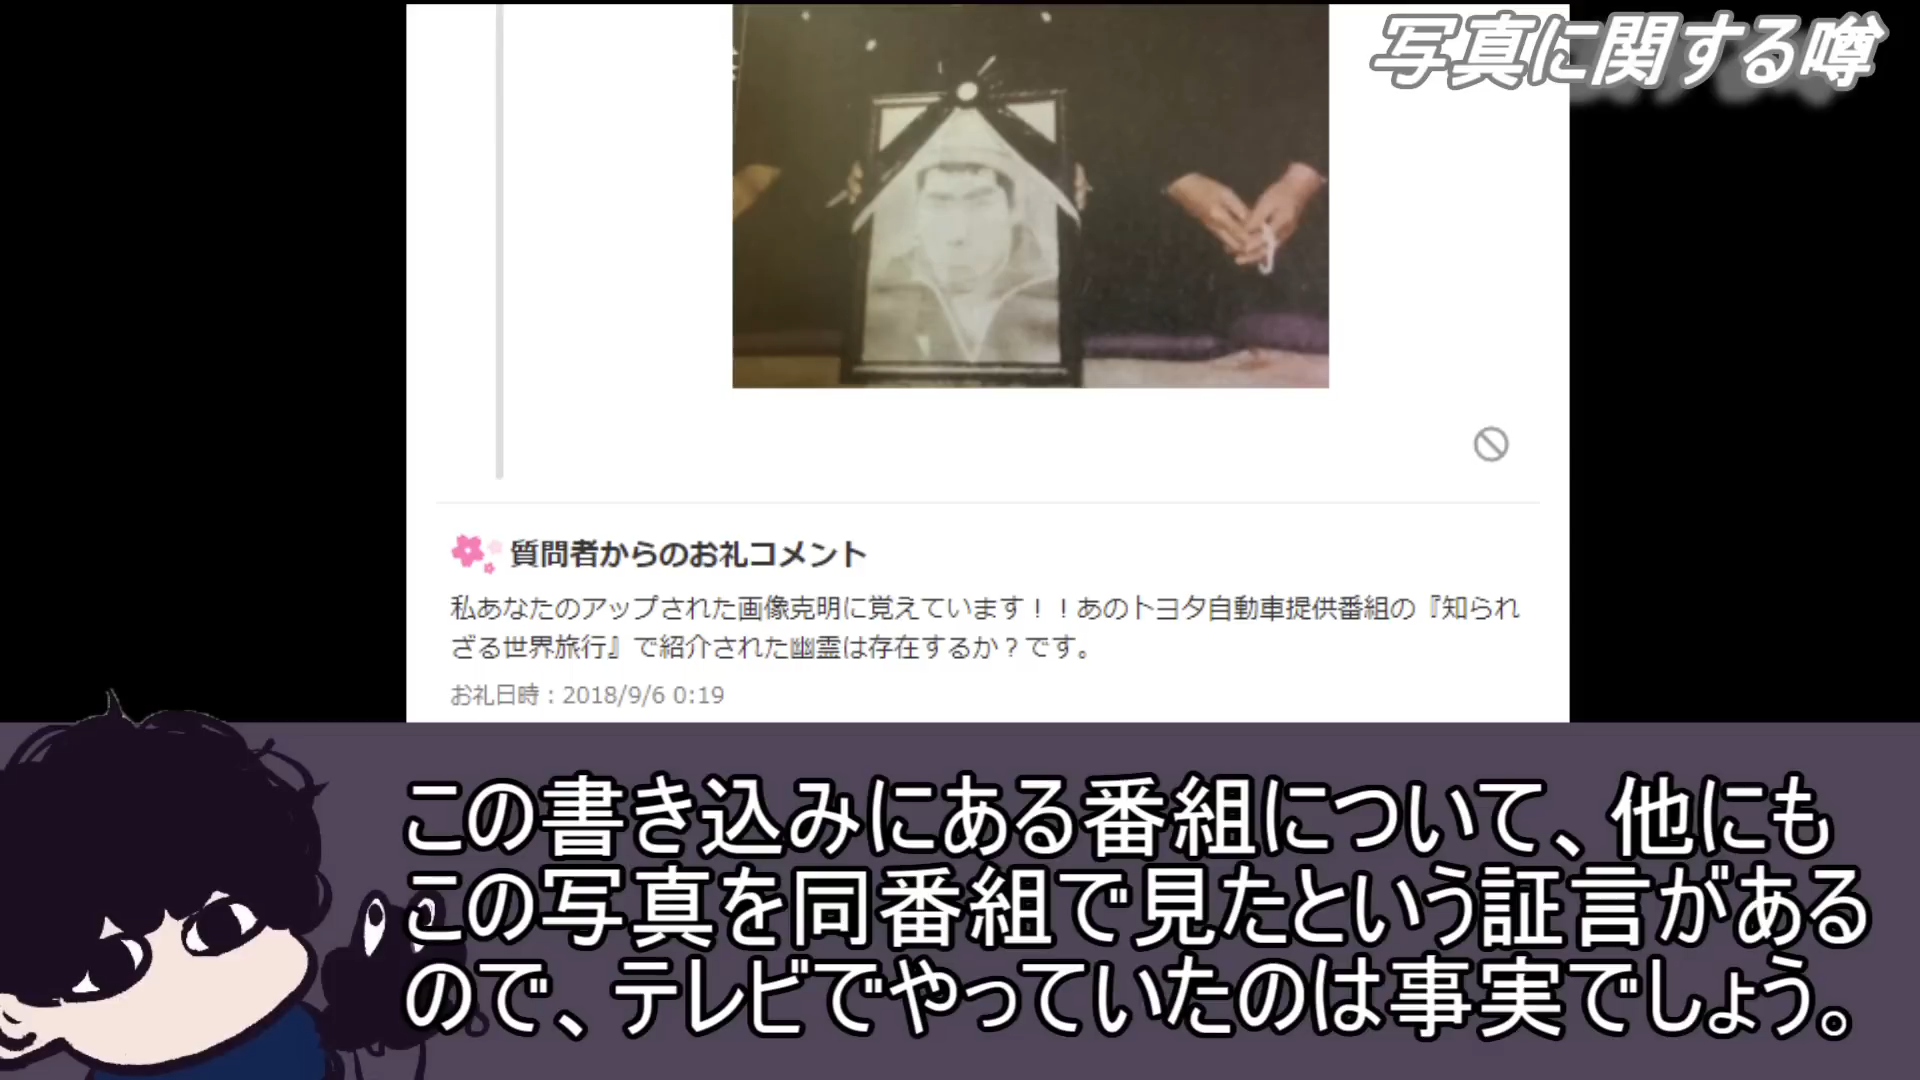 写真に関する噂
質問者からのお礼コメント
私あなたのアップされた画像克明に覚えています！！あのトヨタ自動車提供番組の『知られ
ざる世界旅行』で紹介された幽霊は存在するか？です。
お礼日時：2018/9/6 0:19
この書き込みにある番組について、他にも
この写真を同番組で見たという証言がある
ので、テレビでやっていたのは事実でしょう。